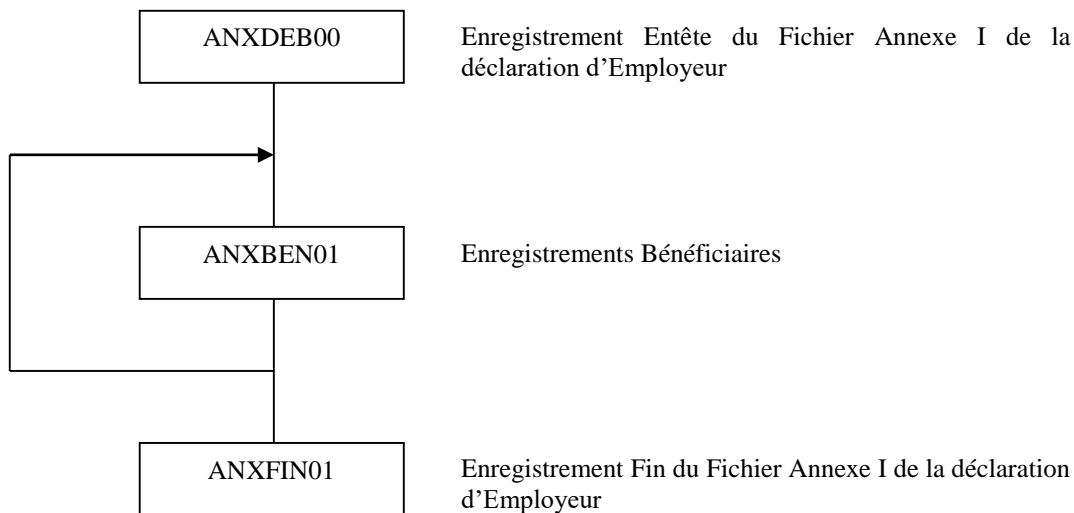 ANXDEB00
Enregistrement Entête du Fichier Annexe I de la
déclaration d’Employeur
ANXBEN01
Enregistrements Bénéficiaires
ANXFIN01
Enregistrement Fin du Fichier Annexe I de la déclaration
d’Employeur